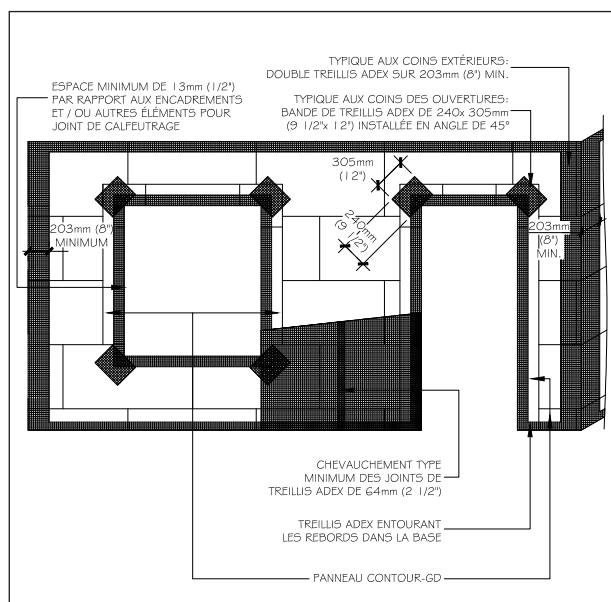 TYPIQUE AUX COINS EXTÉRIEURS:
DOUBLE TREILLIS ADEX SUR 203mm (8") MIN.
ESPACE MINIMUM DE 13mm (1/2")
PAR RAPPORT AUX ENCADREMENTS
ET / OU AUTRES ÉLÉMENTS POUR
JOINT DE CALFEUTRAGE
TYPIQUE AUX COINS DES OUVERTURES:
BANDE DE TREILLIS ADEX DE 240x 305mm
(9 1/2"x 12") INSTALLÉE EN ANGLE DE 45°
305mm
(12")
240mm
(9 1/2")
203mm (8")
MINIMUM
203mm
(8")
MIN.
CHEVAUCHEMENT TYPE
MINIMUM DES JOINTS DE
TREILLIS ADEX DE 64mm (2 1/2")
TREILLIS ADEX ENTOURANT
LES REBORDS DANS LA BASE
PANNEAU CONTOUR-GD